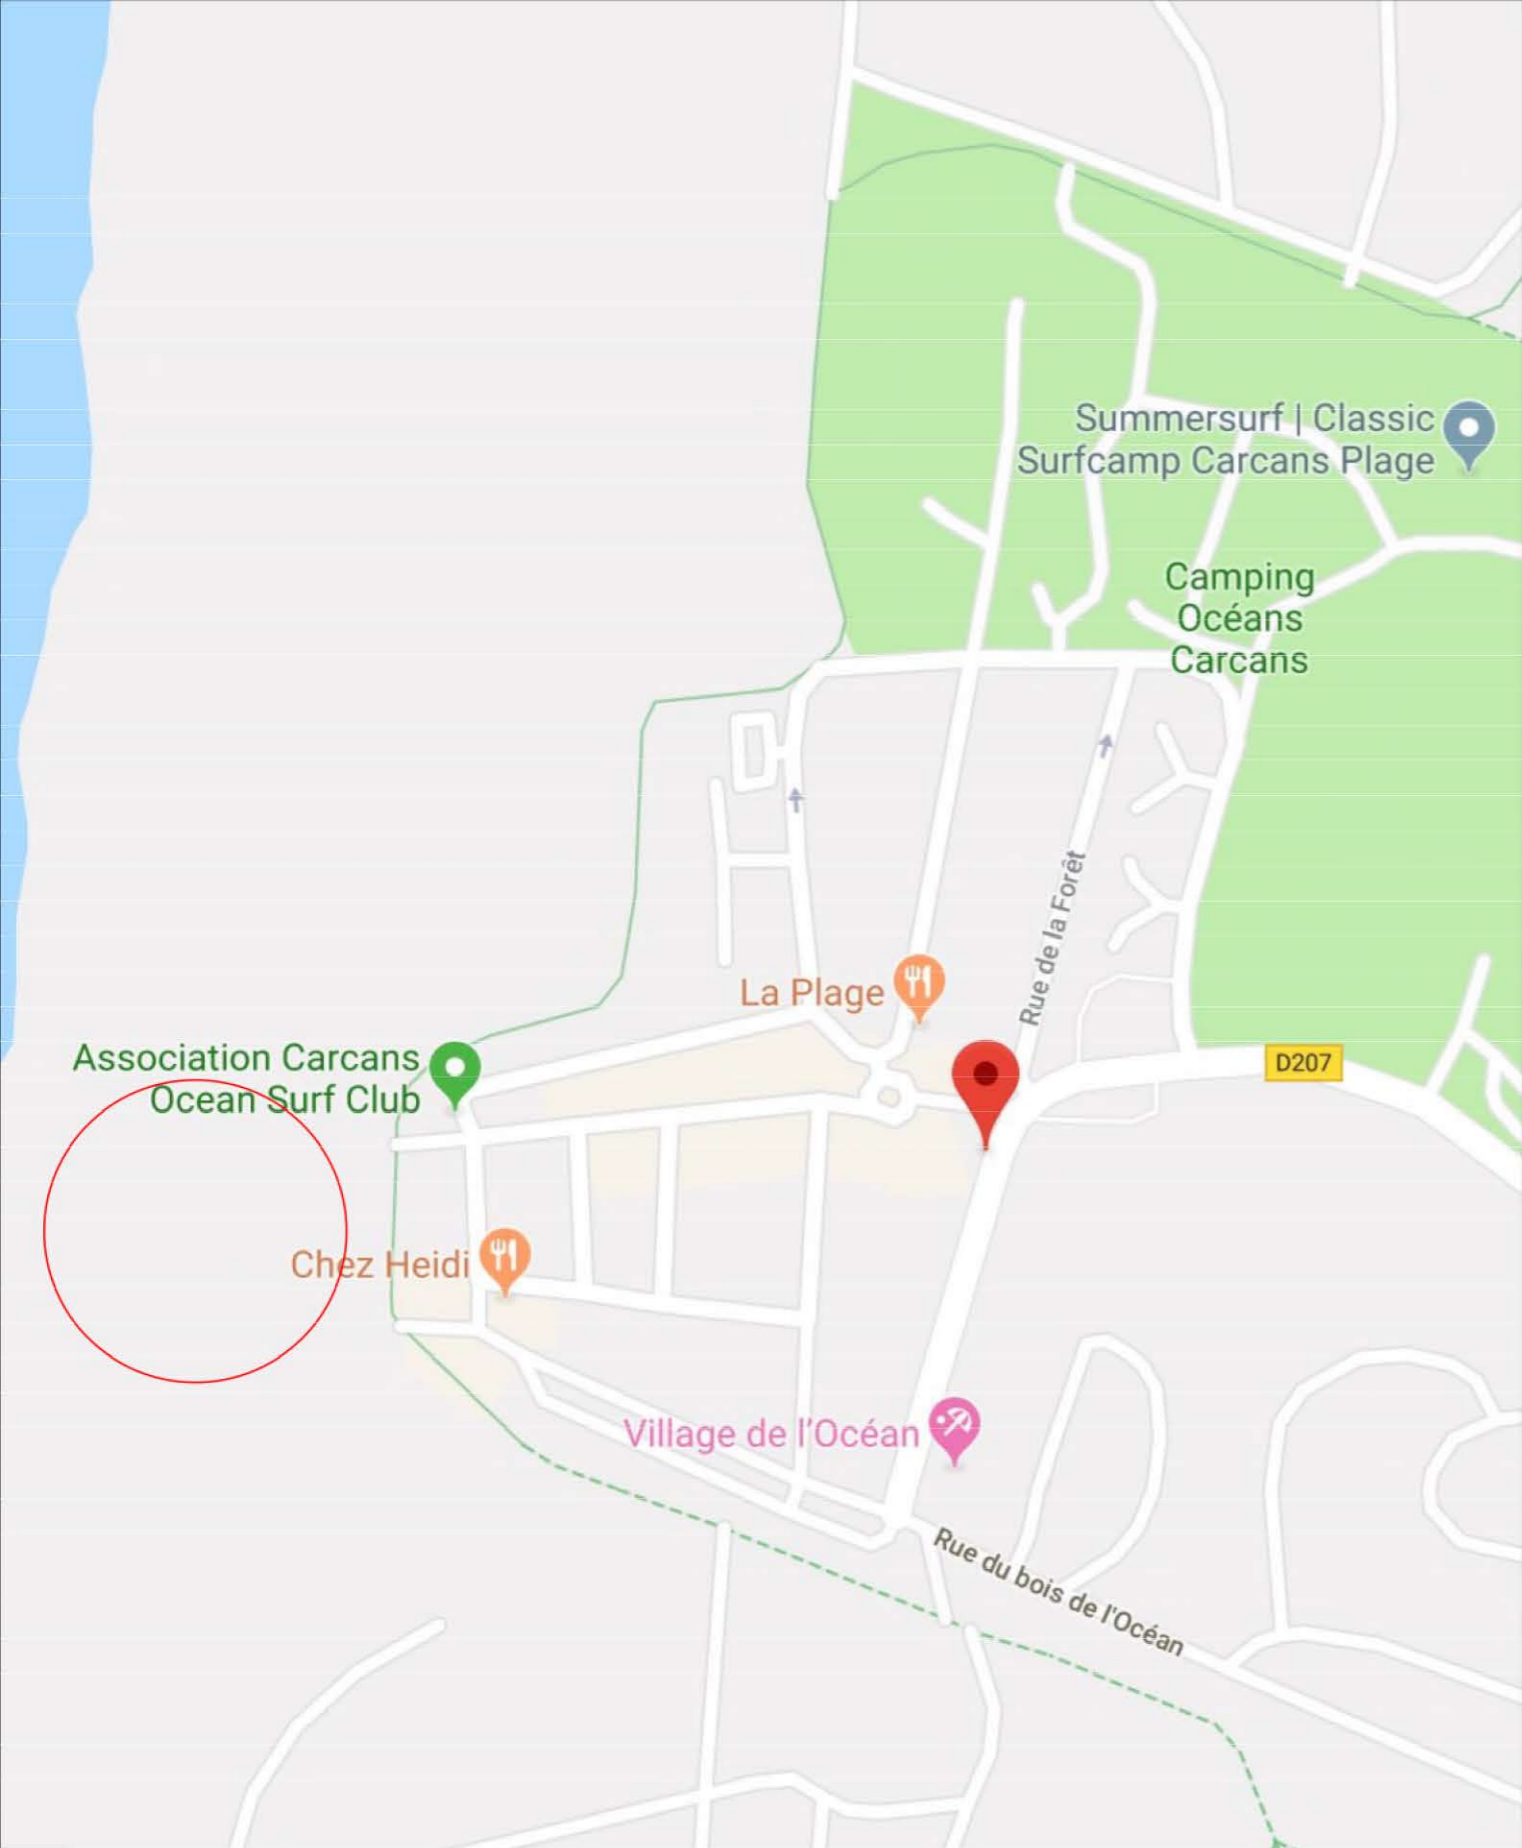 Summersurf | Classic
Surfcamp Carcans Plage
Camping
Océans
Carcans
Rue de la Forêt
La Plage
Association Carcans
Ocean Surf Club
D207
Chez Heidi
Village de l'Océan
Rue du bois de l'Océan